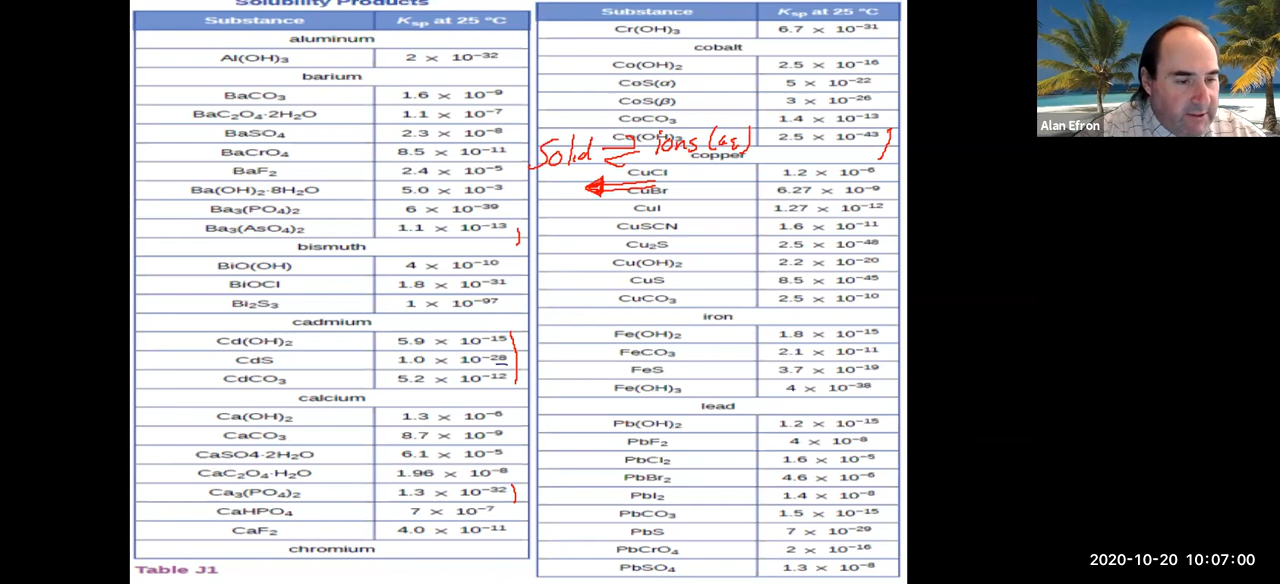 Solubility Products
Substance Ksp at 25 °C
aluminum
Al(OH)₃ 2 × 10⁻³²
barium
BaCO₃ 1.6 × 10⁻⁹
BaC₂O₄·2H₂O 1.1 × 10⁻⁷
BaSO₄ 2.3 × 10⁻⁸
BaCrO₄ 8.5 × 10⁻¹¹
BaF₂ 2.4 × 10⁻⁵
Ba(OH)₂·8H₂O 5.0 × 10⁻³
Ba₃(PO₄)₂ 6 × 10⁻³⁹
Ba₃(AsO₄)₂ 1.1 × 10⁻¹³
bismuth
BiO(OH) 4 × 10⁻¹⁰
BiOCl 1.8 × 10⁻³¹
Bi₂S₃ 1 × 10⁻⁹⁷
cadmium
Cd(OH)₂ 5.9 × 10⁻¹⁵
CdS 1.0 × 10⁻²⁸
CdCO₃ 5.2 × 10⁻¹²
calcium
Ca(OH)₂ 1.3 × 10⁻⁶
CaCO₃ 8.7 × 10⁻⁹
CaSO4·2H₂O 6.1 × 10⁻⁵
CaC₂O₄·H₂O 1.96 × 10⁻⁸
Ca₃(PO₄)₂ 1.3 × 10⁻³²
CaHPO₄ 7 × 10⁻⁷
CaF₂ 4.0 × 10⁻¹¹
chromium
Table J1
Substance Ksp at 25 °C
Cr(OH)₃ 6.7 × 10⁻³¹
cobalt
Co(OH)₂ 2.5 × 10⁻¹⁶
CoS(α) 5 × 10⁻²²
CoS(β) 3 × 10⁻²⁶
CoCO₃ 1.4 × 10⁻¹³
Co(OH)₃ 2.5 × 10⁻⁴³
Solid ⇌ ions (aq)
copper
CuCl 1.2 × 10⁻⁶
CuBr 6.27 × 10⁻⁹
CuI 1.27 × 10⁻¹²
CuSCN 1.6 × 10⁻¹¹
Cu₂S 2.5 × 10⁻⁴⁸
Cu(OH)₂ 2.2 × 10⁻²⁰
CuS 8.5 × 10⁻⁴⁵
CuCO₃ 2.5 × 10⁻¹⁰
iron
Fe(OH)₂ 1.8 × 10⁻¹⁵
FeCO₃ 2.1 × 10⁻¹¹
FeS 3.7 × 10⁻¹⁹
Fe(OH)₃ 4 × 10⁻³⁸
lead
Pb(OH)₂ 1.2 × 10⁻¹⁵
PbF₂ 4 × 10⁻⁸
PbCl₂ 1.6 × 10⁻⁵
PbBr₂ 4.6 × 10⁻⁶
PbI₂ 1.4 × 10⁻⁸
PbCO₃ 1.5 × 10⁻¹⁵
PbS 7 × 10⁻²⁹
PbCrO₄ 2 × 10⁻¹⁶
PbSO₄ 1.3 × 10⁻⁸
Alan Efron
2020-10-20 10:07:00